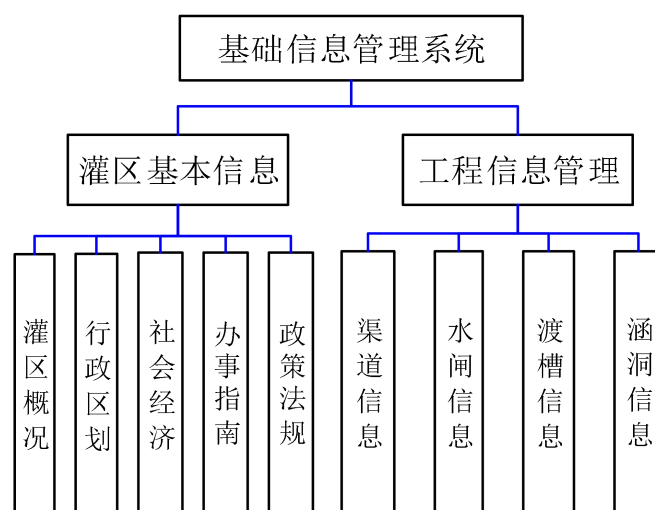 基础信息管理系统
灌区基本信息
工程信息管理
灌区概况
行政区划
社会经济
办事指南
政策法规
渠道信息
水闸信息
渡槽信息
涵洞信息